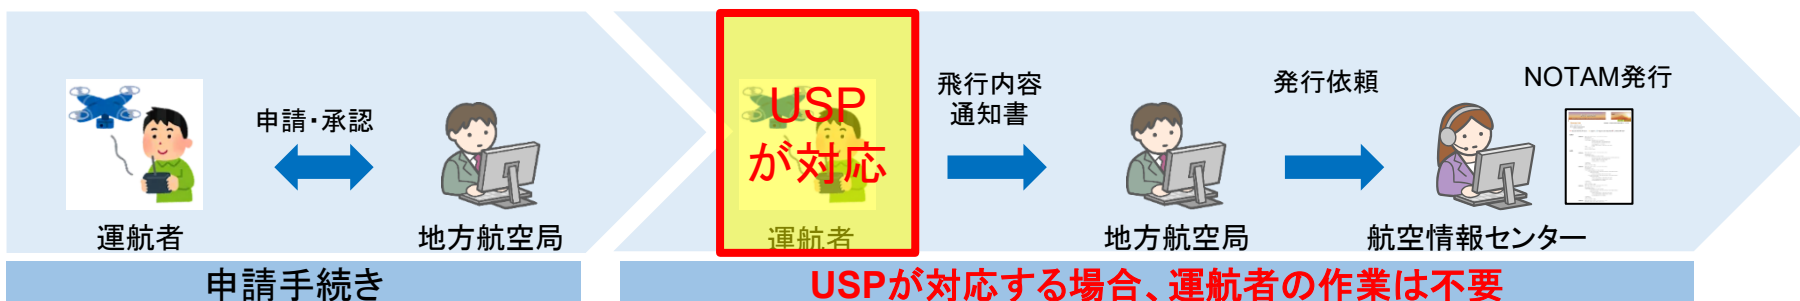 申請・承認
運航者
地方航空局
申請手続き
USP
が対応
運航者
飛行内容
通知書
地方航空局
発行依頼
航空情報センター
NOTAM発行
USPが対応する場合、運航者の作業は不要